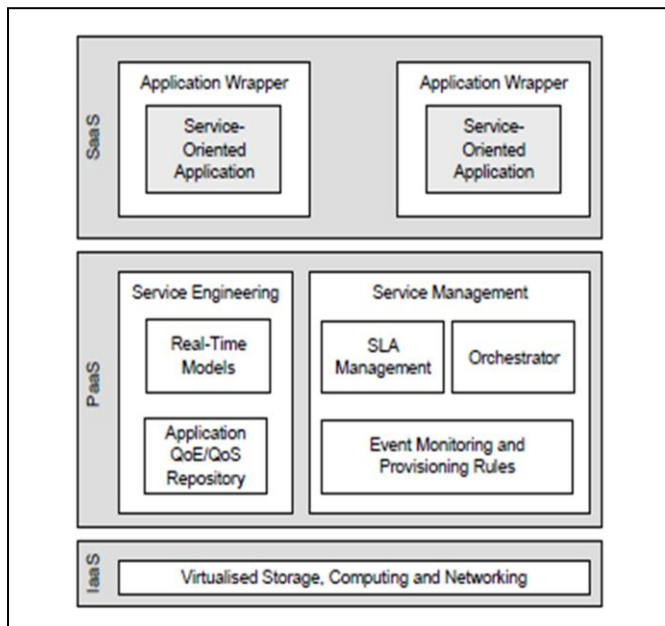 SaaS
Application Wrapper
Service-
Oriented
Application
Application Wrapper
Service-
Oriented
Application
PaaS
Service Engineering
Real-Time
Models
Application
QoE/QoS
Repository
Service Management
SLA
Management
Orchestrator
Event Monitoring and
Provisioning Rules
IaaS
Virtualised Storage, Computing and Networking